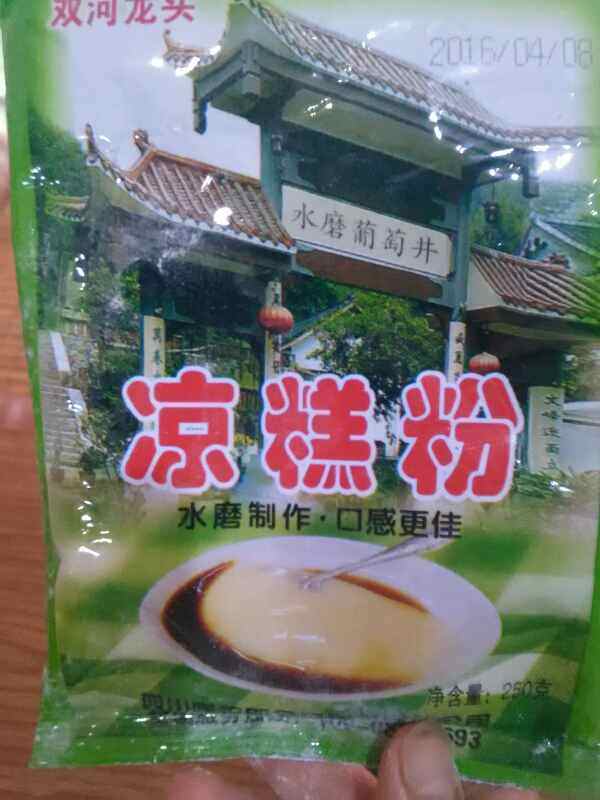 双河龙头
2016/04/08
水磨葡萄井
凉糕粉
水磨制作·口感更佳
净含量：250克